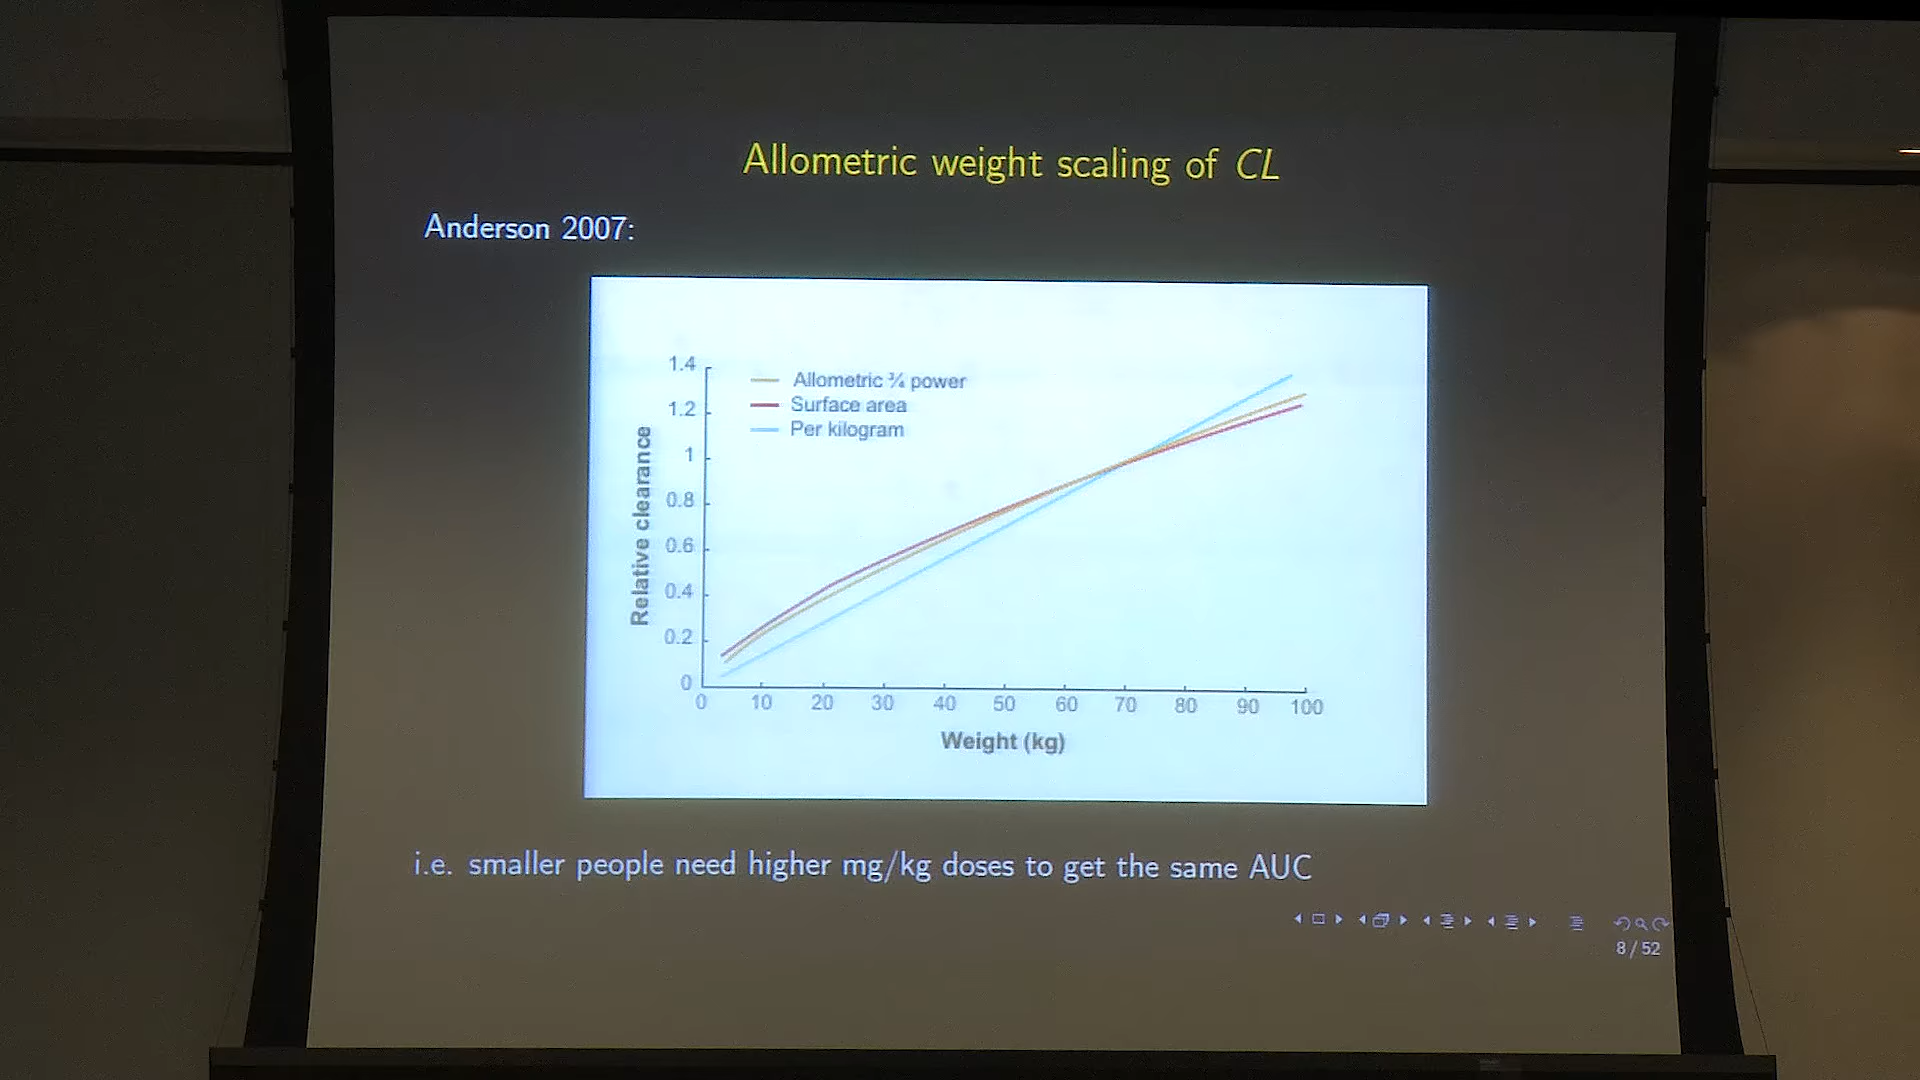 Allometric weight scaling of CL
Anderson 2007:
1.4
1.2
1
0.8
0.6
0.4
0.2
0
Relative clearance
Allometric ¾ power
Surface area
Per kilogram
0 10 20 30 40 50 60 70 80 90 100
Weight (kg)
i.e. smaller people need higher mg/kg doses to get the same AUC
8 / 52